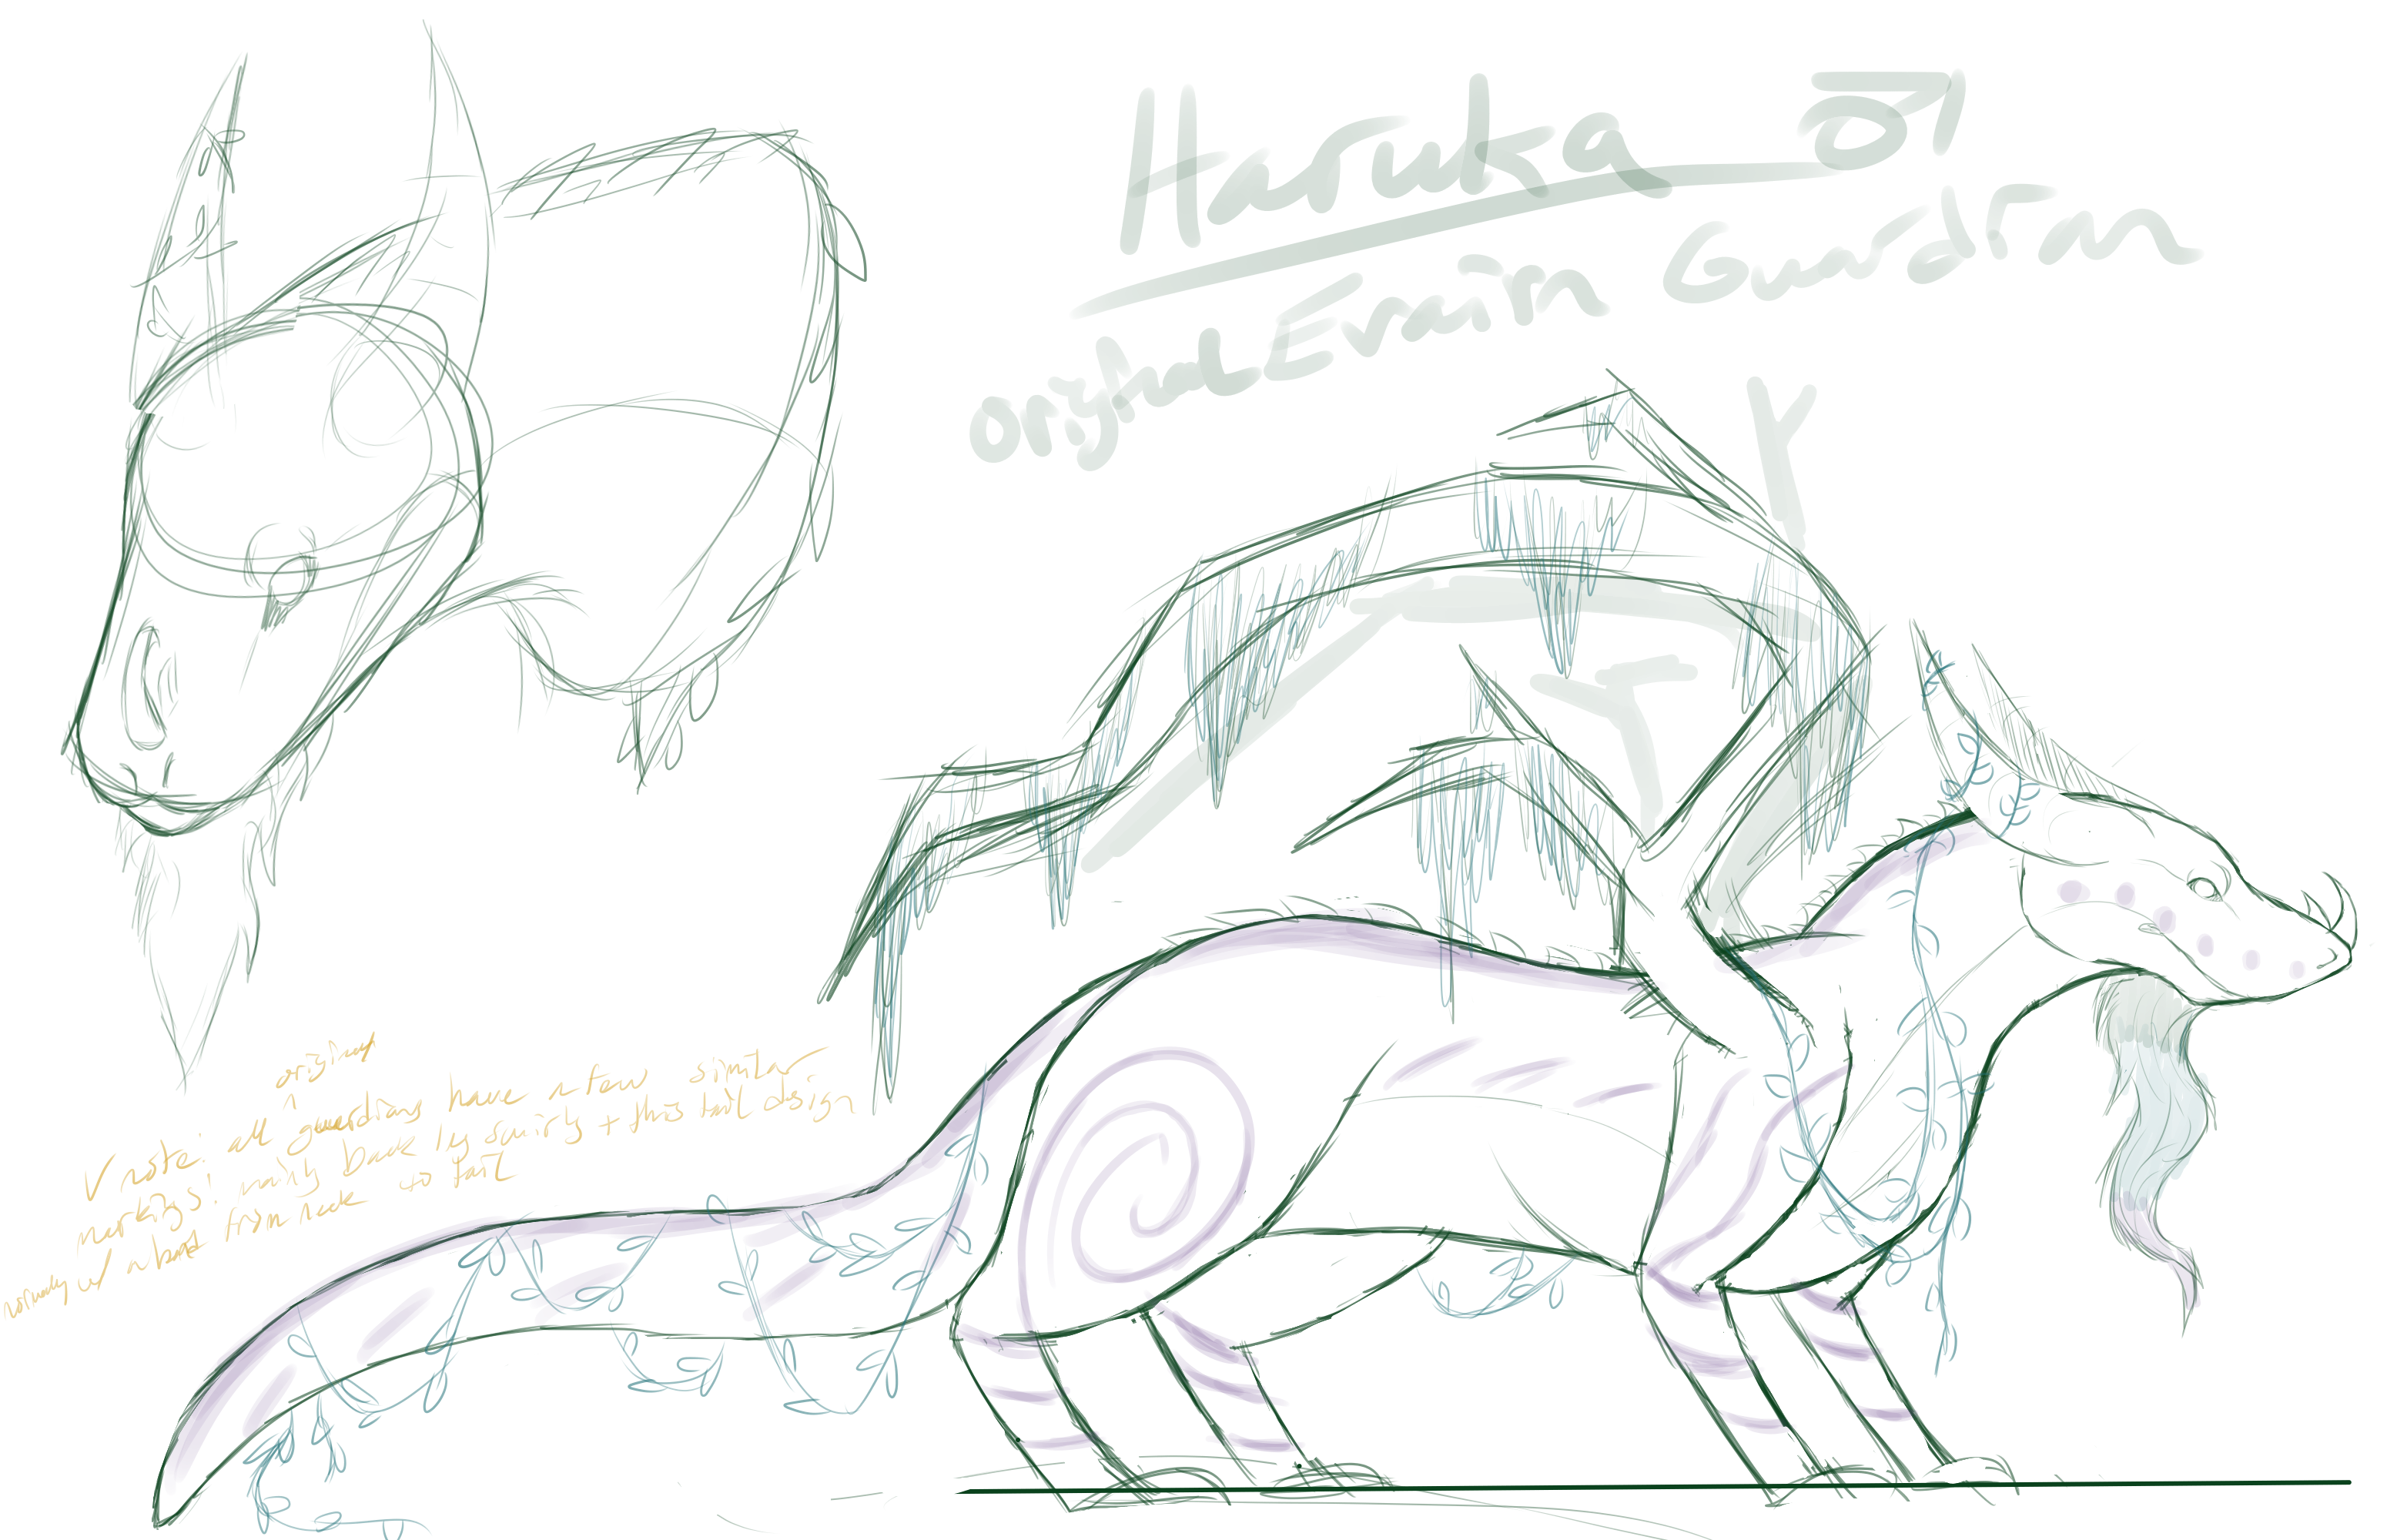 Haruka ♂
original Erairn Guardian
original
note: all guardians have a few similar
markings! mainly back leg swirls + this tail design
normally w/ a band from neck to tail